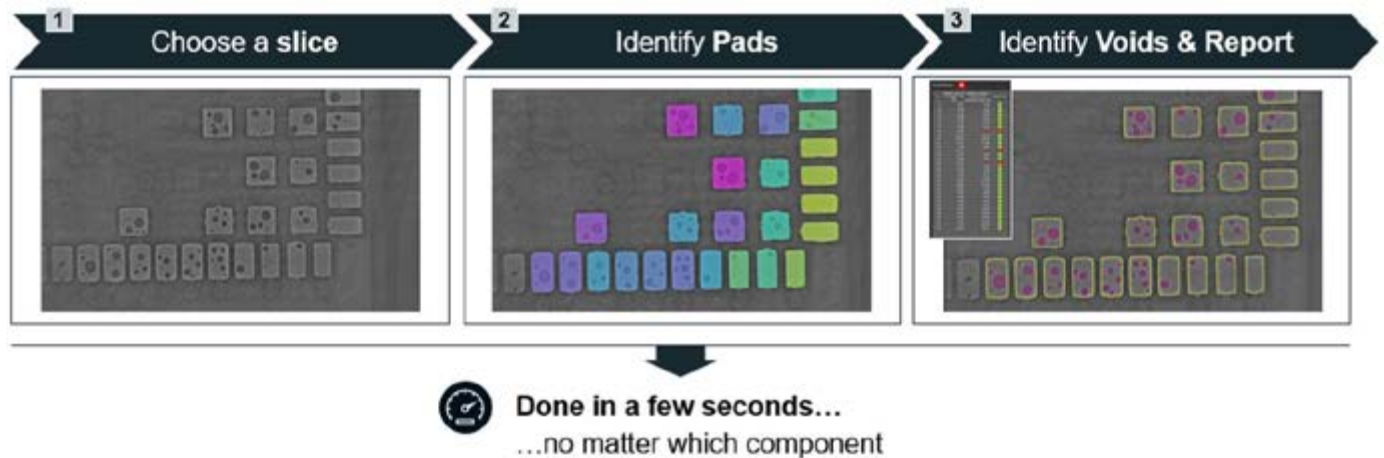 1
Choose a slice
2
Identify Pads
3
Identify Voids & Report
Done in a few seconds...
...no matter which component